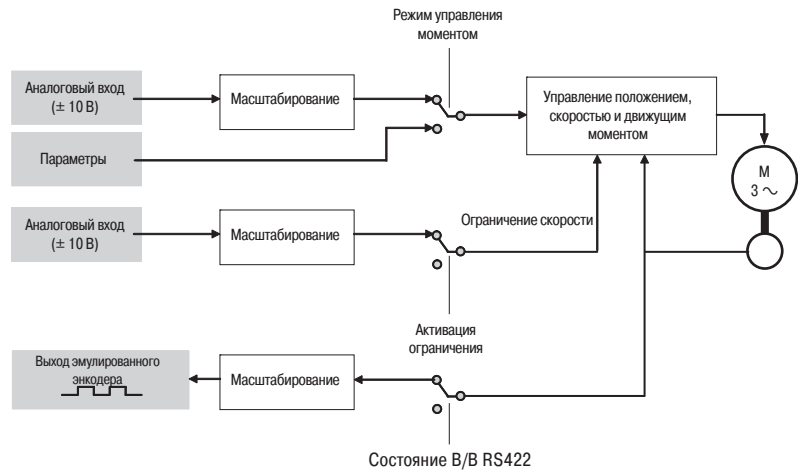 Режим управления
моментом
Аналоговый вход
(± 10 В)
Масштабирование
Управление положением,
скоростью и движущим
моментом
Параметры
М
3 ~
Аналоговый вход
(± 10 В)
Масштабирование
Ограничение скорости
Активация
ограничения
Выход эмулированного
энкодера
Масштабирование
Состояние В/В RS422